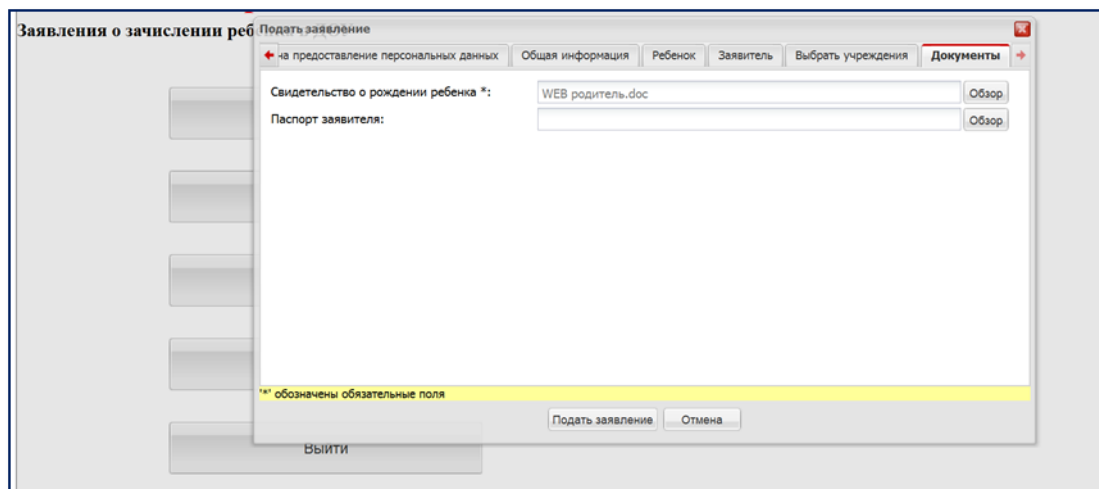 Заявления о зачислении реб
Подать заявление
на предоставление персональных данных
Общая информация
Ребенок
Заявитель
Выбрать учреждения
Документы
Свидетельство о рождении ребенка *:
WEB родитель.doc
Обзор
Паспорт заявителя:
Обзор
'*' обозначены обязательные поля
Подать заявление
Отмена
Выйти